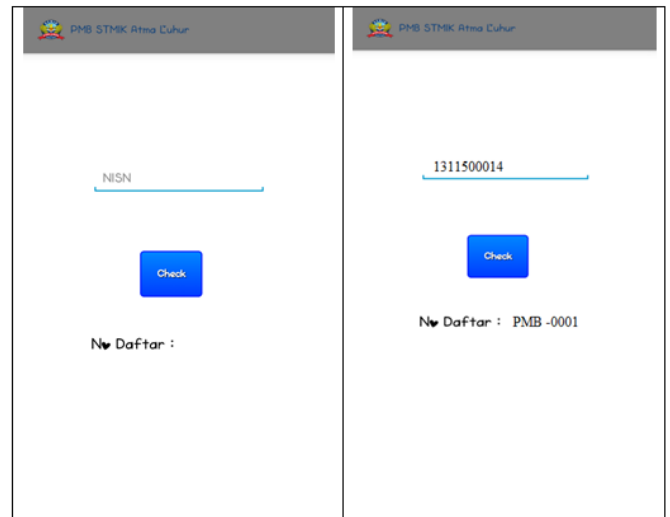 PMB STMIK Atma Luhur
NISN
Check
No Daftar :
PMB STMIK Atma Luhur
1311500014
Check
No Daftar : PMB -0001